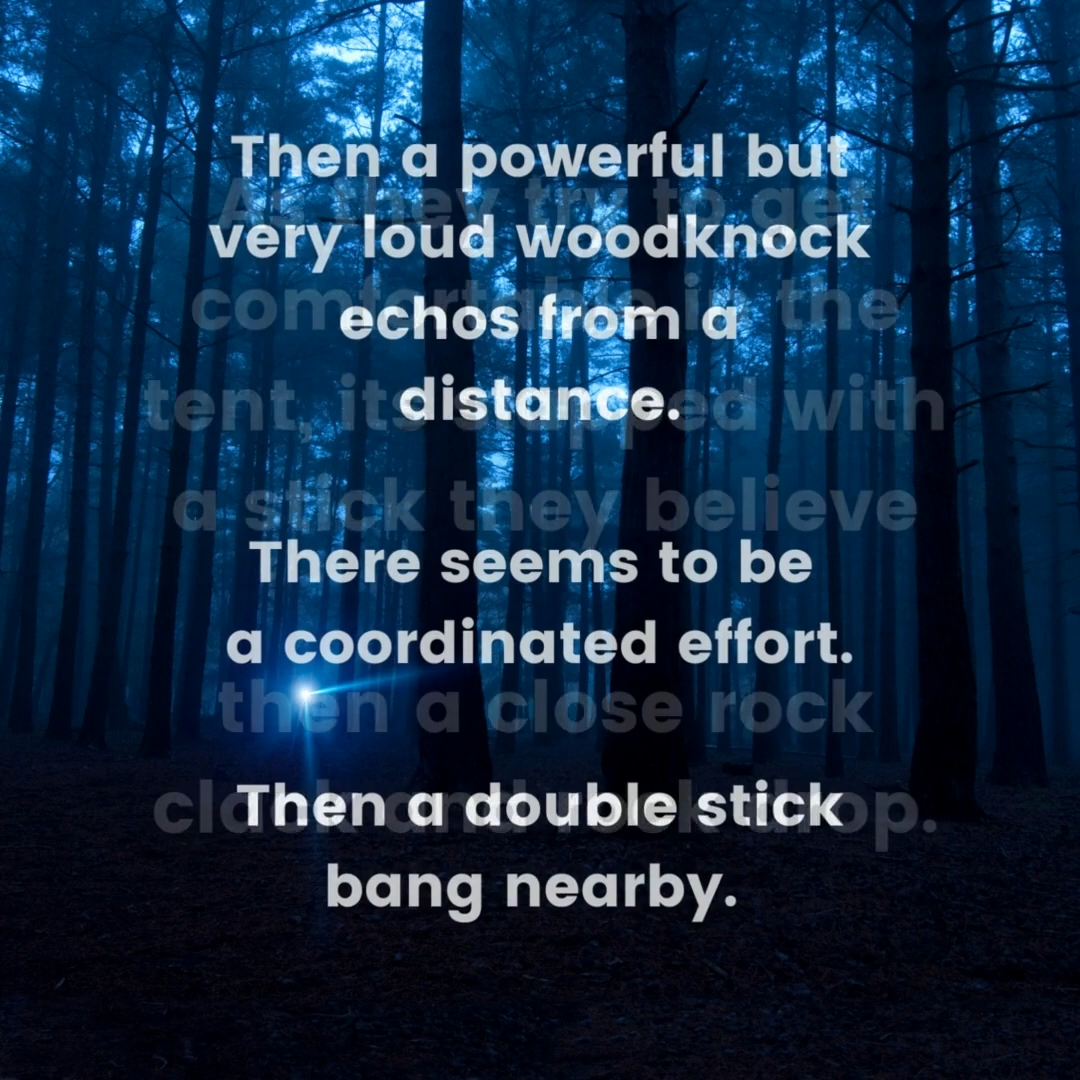 Then a powerful but
very loud woodknock
echos from a
distance.
There seems to be
a coordinated effort.
Then a double stick
bang nearby.
As they try to get
comfortable in the
tent, its slapped with
a stick they believe
then a close rock
clack and rock drop.